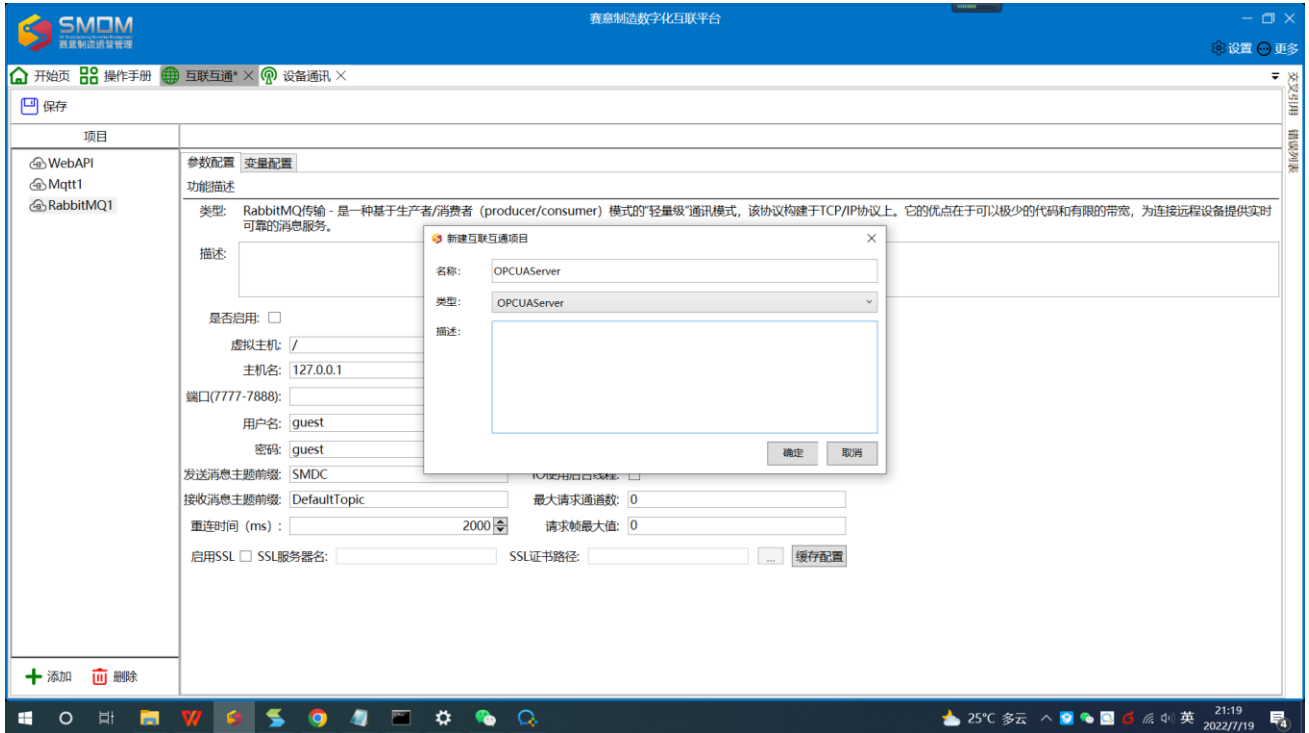 SMOM
赛意制造运营管理
赛意制造数字化互联平台
设置 更多
开始页 操作手册 互联互通* 设备通讯
交叉引用
错误列表
保存
项目
WebAPI
Mqtt1
RabbitMQ1
参数配置 变量配置
功能描述
类型: RabbitMQ传输 - 是一种基于生产者/消费者（producer/consumer）模式的"轻量级"通讯模式，该协议构建于TCP/IP协议上。它的优点在于可以极少的代码和有限的带宽，为连接远程设备提供实时
可靠的消息服务。
描述:
是否启用:
虚拟主机: /
主机名: 127.0.0.1
端口(7777-7888):
用户名: guest
密码: guest
发送消息主题前缀: SMDC
IO使用后台线程:
接收消息主题前缀: DefaultTopic
最大请求通道数: 0
重连时间（ms）: 2000
请求帧最大值: 0
启用SSL SSL服务器名: SSL证书路径: ... 缓存配置
新建互联互通项目
名称: OPCUAServer
类型: OPCUAServer
描述:
确定 取消
添加 删除
25°C 多云 英 21:19
2022/7/19
4